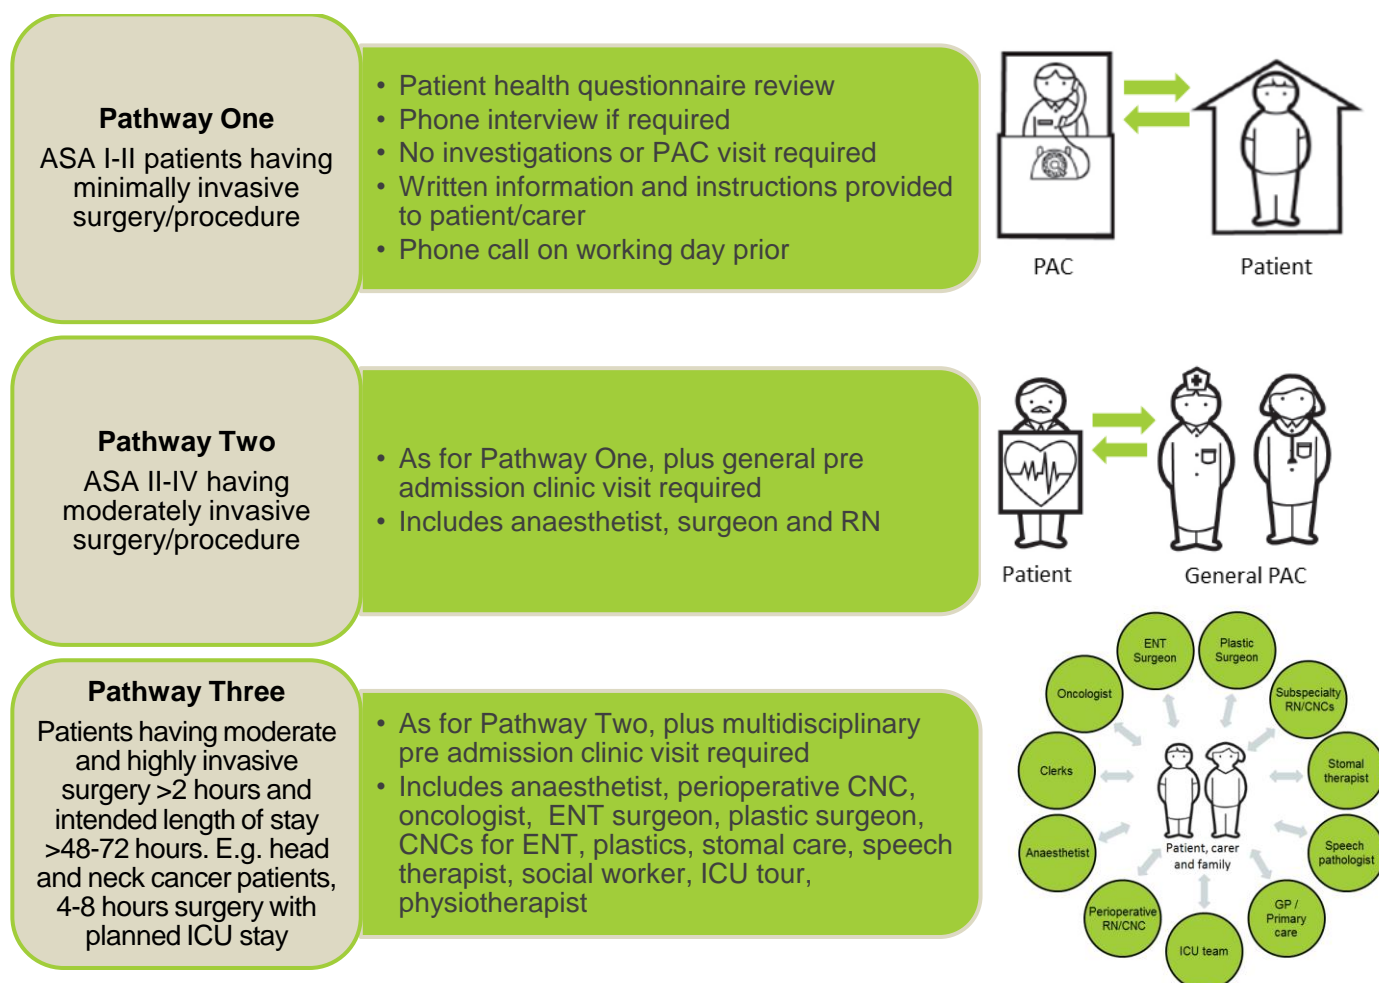 Pathway One
ASA I-II patients having
minimally invasive
surgery/procedure
• Patient health questionnaire review
• Phone interview if required
• No investigations or PAC visit required
• Written information and instructions provided
to patient/carer
• Phone call on working day prior
PAC
Patient
Pathway Two
ASA II-IV having
moderately invasive
surgery/procedure
• As for Pathway One, plus general pre
admission clinic visit required
• Includes anaesthetist, surgeon and RN
Patient
General PAC
Pathway Three
Patients having moderate
and highly invasive
surgery >2 hours and
intended length of stay
>48-72 hours. E.g. head
and neck cancer patients,
4-8 hours surgery with
planned ICU stay
• As for Pathway Two, plus multidisciplinary
pre admission clinic visit required
• Includes anaesthetist, perioperative CNC,
oncologist, ENT surgeon, plastic surgeon,
CNCs for ENT, plastics, stomal care, speech
therapist, social worker, ICU tour,
physiotherapist
ENT
Surgeon
Plastic
Surgeon
Oncologist
Subspecialty
RN/CNCs
Clerks
Stomal
therapist
Anaesthetist
Patient, carer
and family
Speech
pathologist
Perioperative
RN/CNC
GP /
Primary
care
ICU team